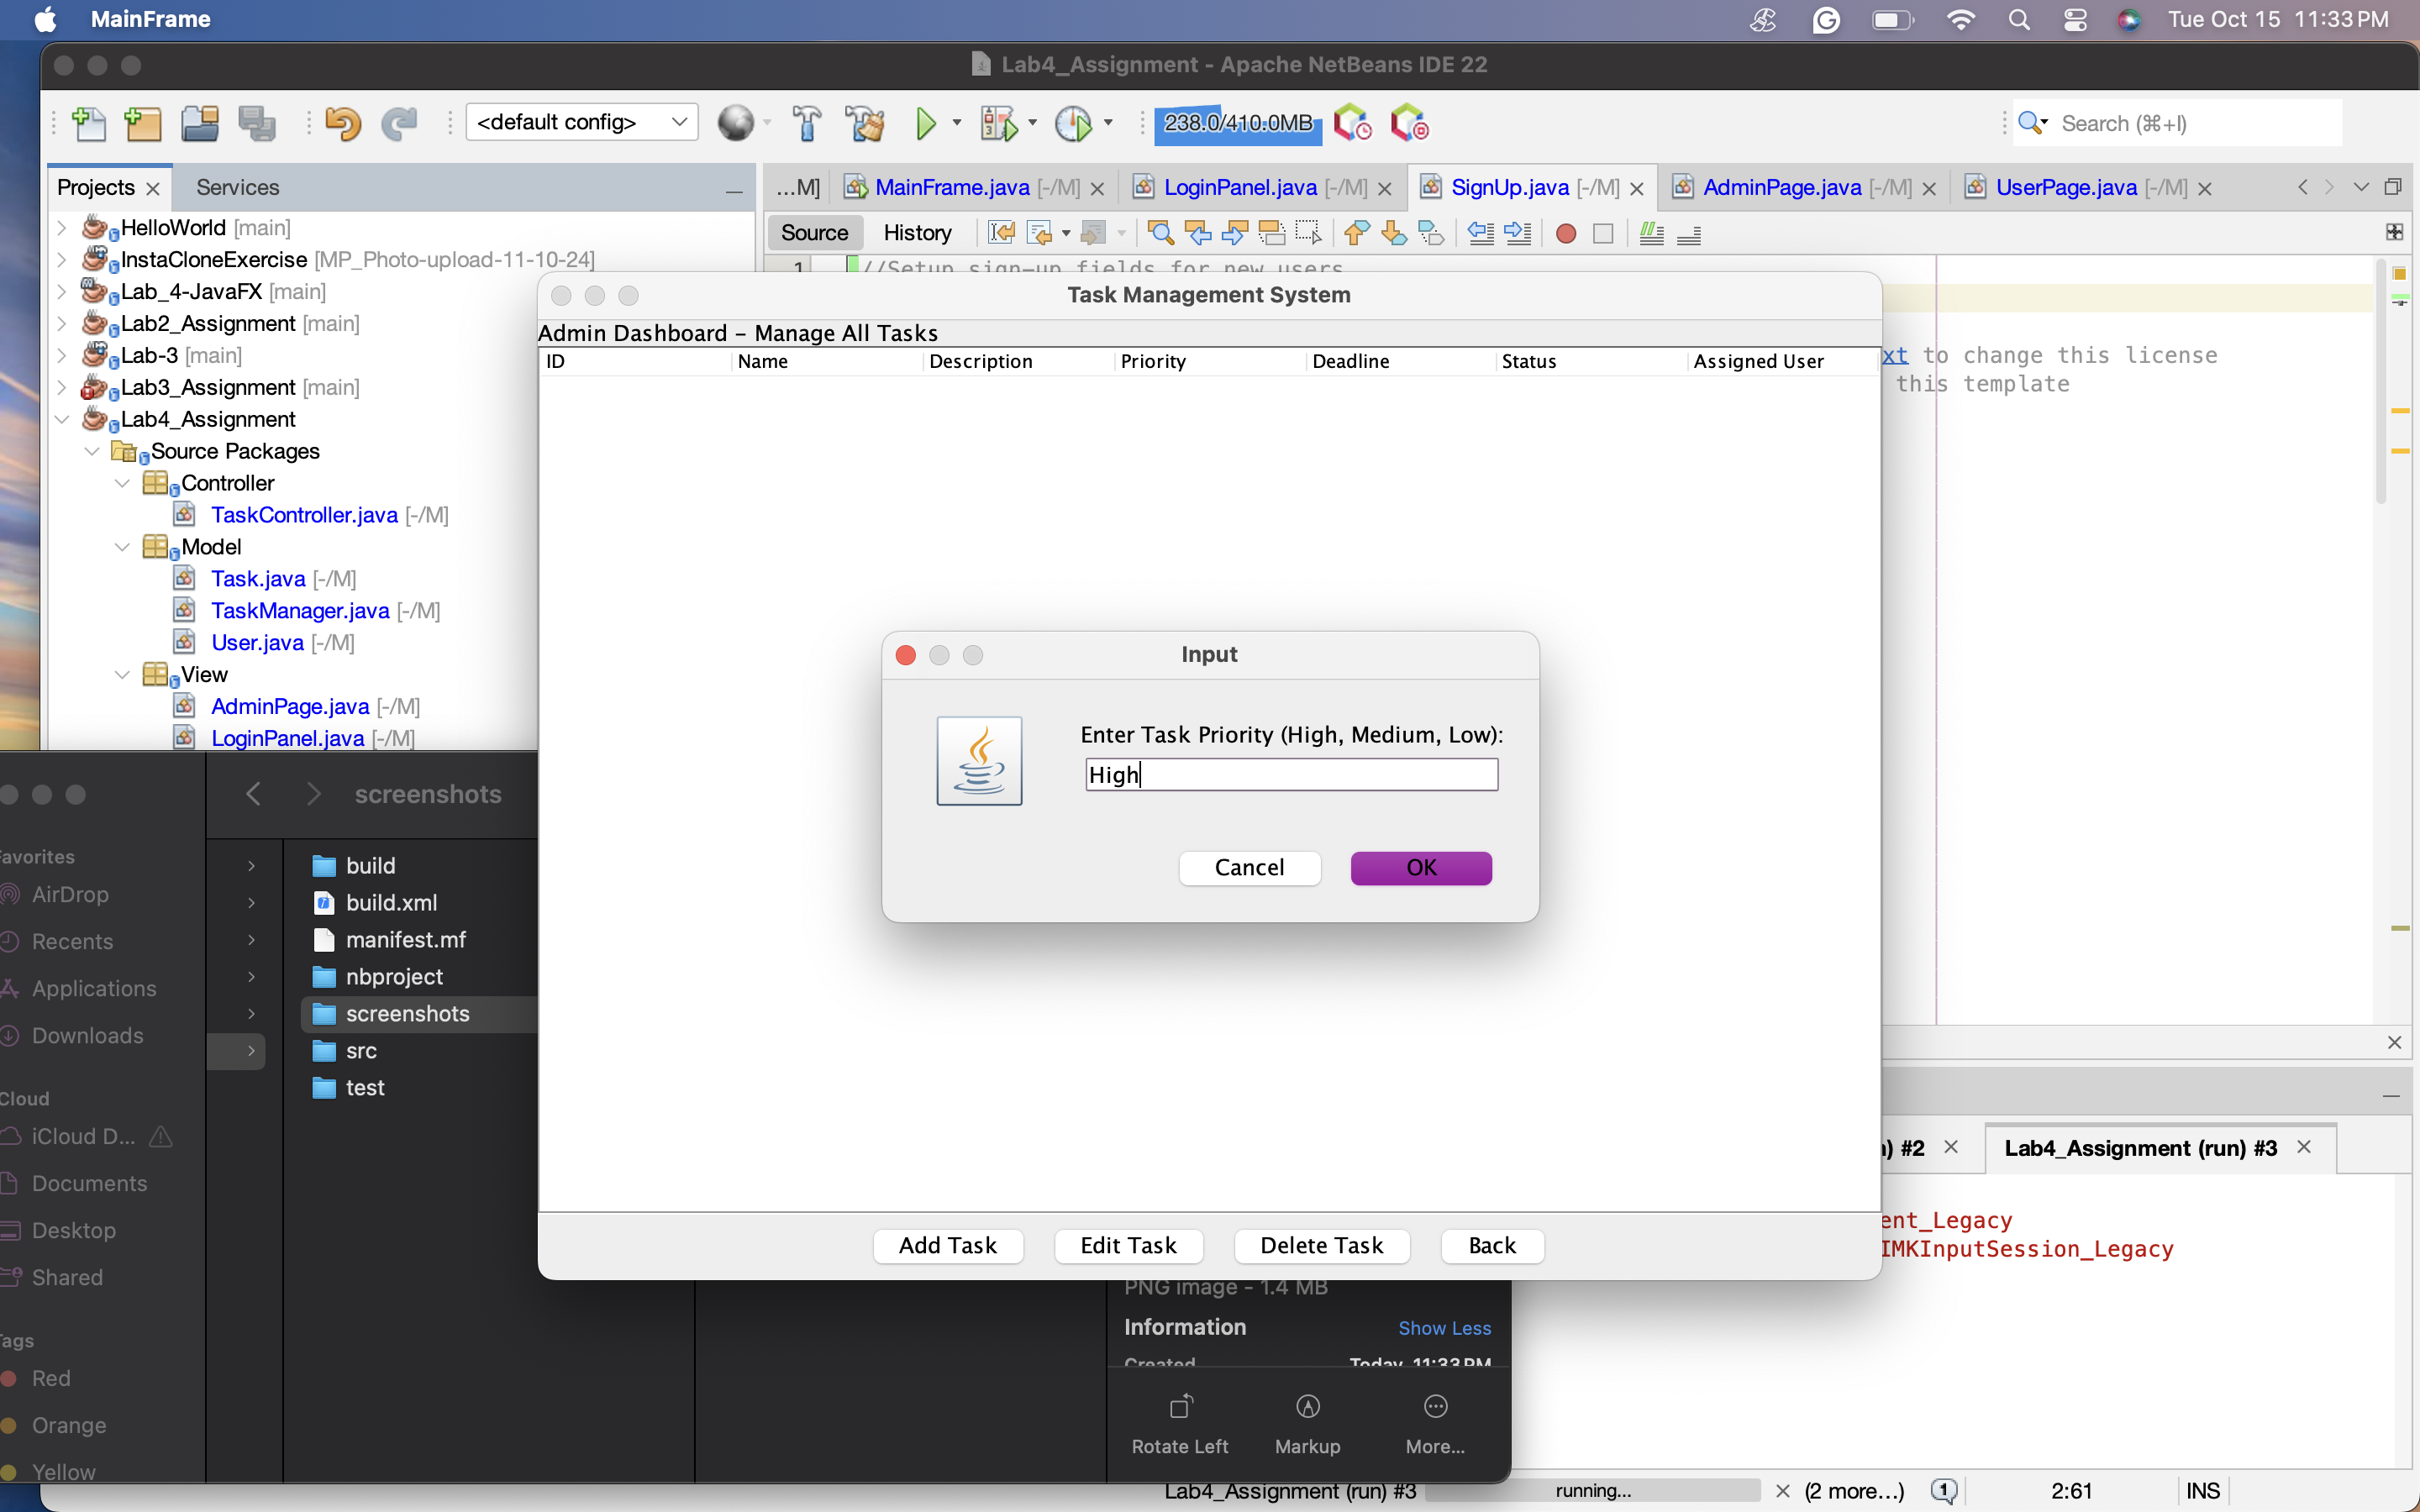 MainFrame
Tue Oct 15 11:33 PM
Lab4_Assignment - Apache NetBeans IDE 22
<default config>
238.0/410.0MB
Search (⌘+I)
Projects
Services
...M]
MainFrame.java [-/M]
LoginPanel.java [-/M]
SignUp.java [-/M]
AdminPage.java [-/M]
UserPage.java [-/M]
Source
History
HelloWorld [main]
InstaCloneExercise [MP_Photo-upload-11-10-24]
Lab_4-JavaFX [main]
Lab2_Assignment [main]
Lab-3 [main]
Lab3_Assignment [main]
Lab4_Assignment
Source Packages
Controller
TaskController.java [-/M]
Model
Task.java [-/M]
TaskManager.java [-/M]
User.java [-/M]
View
AdminPage.java [-/M]
LoginPanel.java [-/M]
1 //Setup sign-up fields for new users
xt to change this license
this template
Task Management System
Admin Dashboard – Manage All Tasks
ID Name Description Priority Deadline Status Assigned User
Input
Enter Task Priority (High, Medium, Low):
High
Cancel
OK
Add Task
Edit Task
Delete Task
Back
screenshots
avorites
AirDrop
Recents
Applications
Downloads
Cloud
iCloud D...
Documents
Desktop
Shared
ags
Red
Orange
Yellow
build
build.xml
manifest.mf
nbproject
screenshots
src
test
PNG image - 1.4 MB
Information
Show Less
Created
Today, 11:33 PM
Rotate Left
Markup
More...
n) #2
Lab4_Assignment (run) #3
ent_Legacy
IMKInputSession_Legacy
Lab4_Assignment (run) #3
running...
(2 more...)
1
2:61
INS